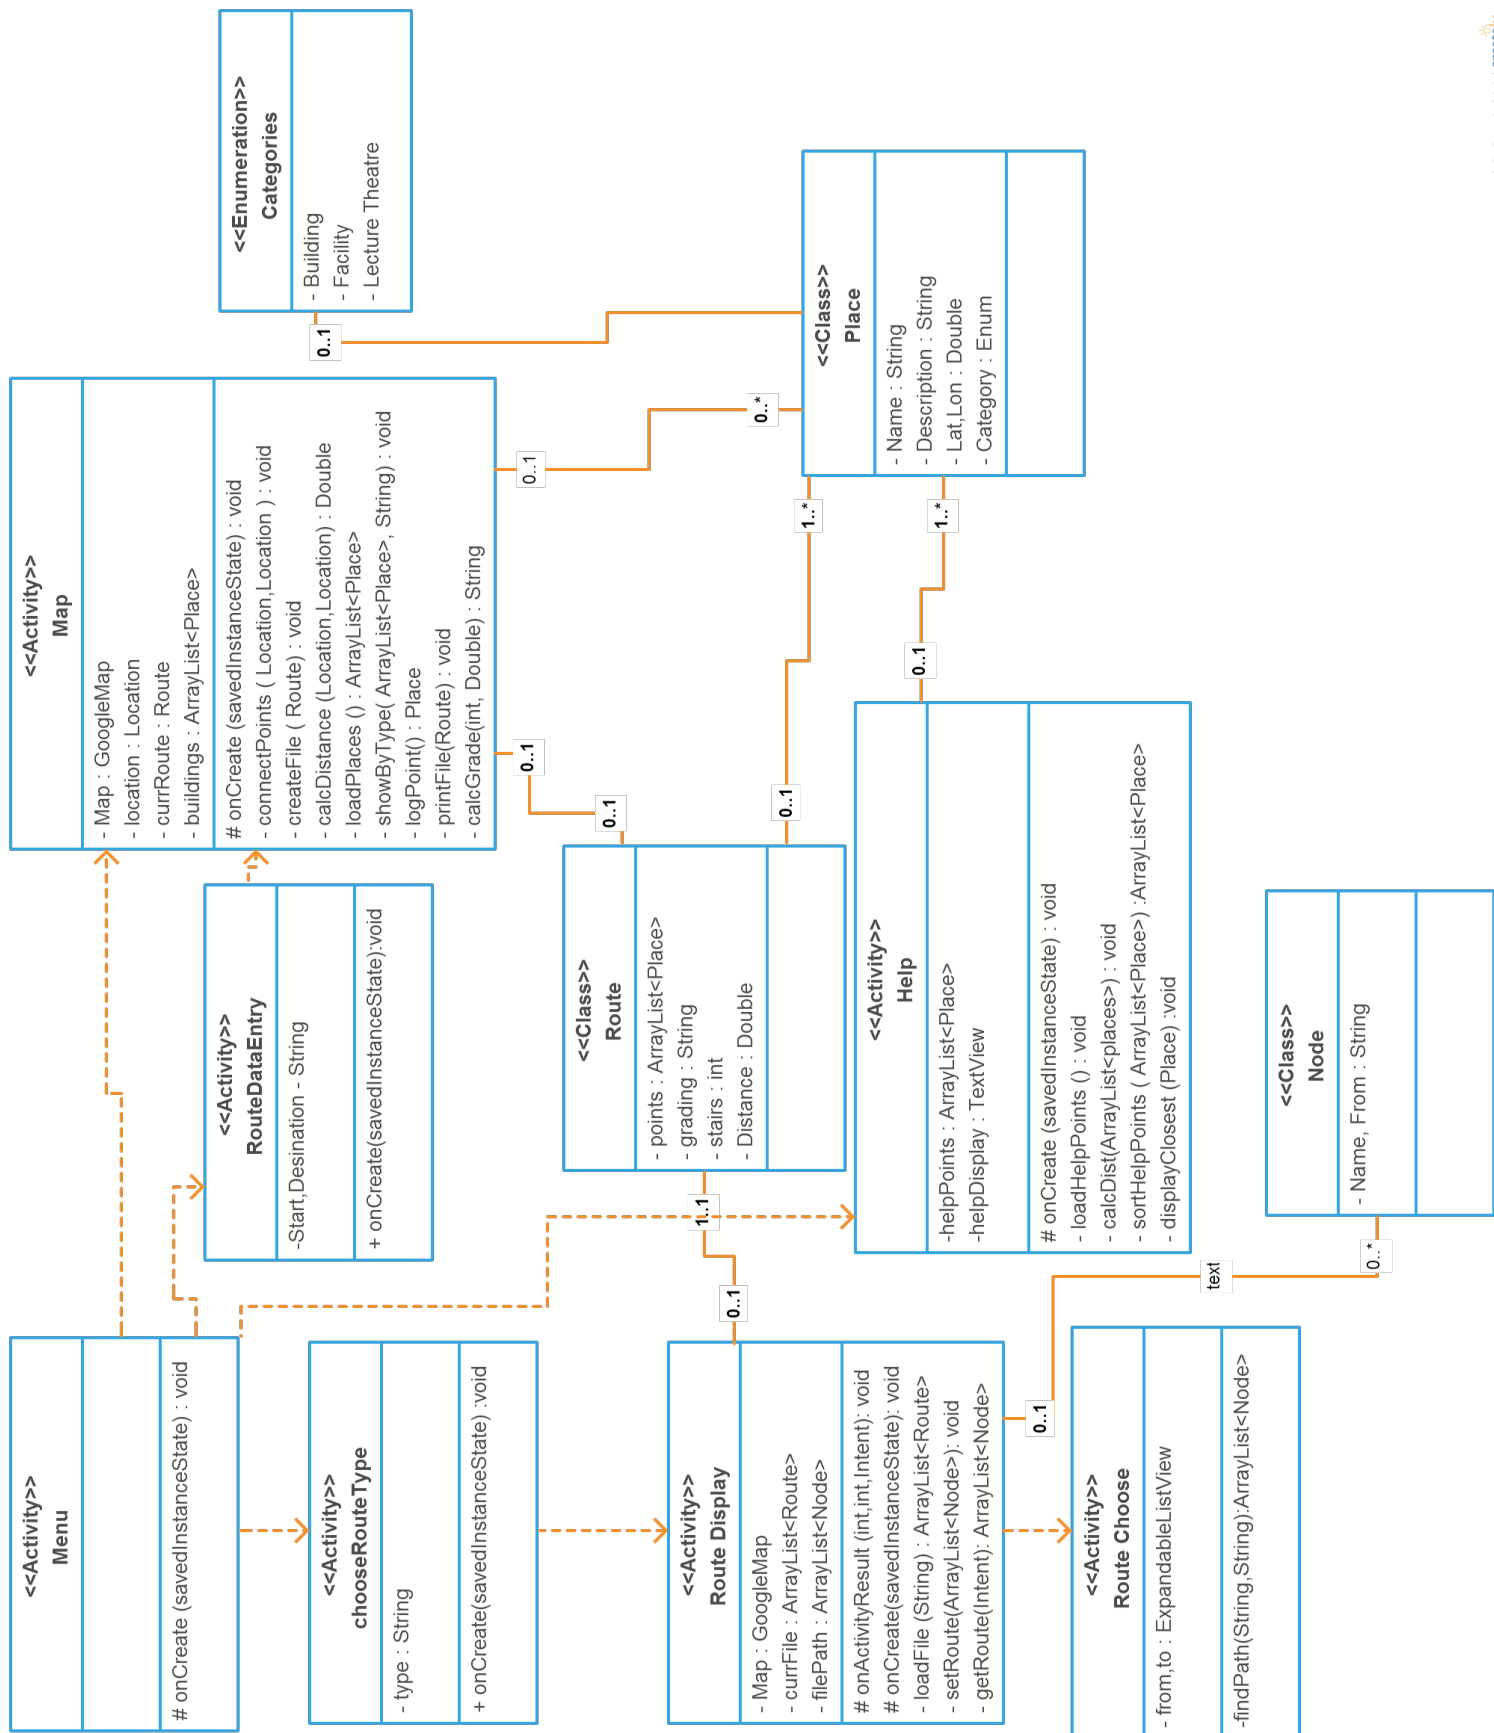 <<Activity>>
Menu
# onCreate (savedInstanceState) : void
<<Activity>>
RouteDataEntry
-Start,Desination - String
+ onCreate(savedInstanceState):void
<<Activity>>
Map
- Map : GoogleMap
- location : Location
- currRoute : Route
- buildings : ArrayList<Place>
# onCreate (savedInstanceState) : void
- connectPoints ( Location,Location ) : void
- createFile ( Route) : void
- calcDistance (Location,Location) : Double
- loadPlaces () : ArrayList<Place>
- showByType( ArrayList<Place>, String) : void
- logPoint() : Place
- printFile(Route) : void
- calcGrade(int, Double) : String
<<Enumeration>>
Categories
- Building
- Facility
- Lecture Theatre
0..1
0..1
0..*
0..1
0..1
<<Activity>>
chooseRouteType
- type : String
+ onCreate(savedInstanceState) :void
<<Class>>
Route
- points : ArrayList<Place>
- grading : String
- stairs : int
- Distance : Double
1..1
0..1
0..1
1..*
<<Class>>
Place
- Name : String
- Description : String
- Lat,Lon : Double
- Category : Enum
1..*
0..1
<<Activity>>
Route Display
- Map : GoogleMap
- currFile : ArrayList<Route>
- filePath : ArrayList<Node>
# onActivityResult (int,int,Intent): void
# onCreate(savedInstanceState): void
- loadFile (String) : ArrayList<Route>
- setRoute(ArrayList<Node>): void
- getRoute(Intent): ArrayList<Node>
<<Activity>>
Help
-helpPoints : ArrayList<Place>
-helpDisplay : TextView
# onCreate (savedInstanceState) : void
- loadHelpPoints () : void
- calcDist(ArrayList<places>) : void
- sortHelpPoints ( ArrayList<Place>) :ArrayList<Place>
- displayClosest (Place) :void
0..1
text
0..*
<<Activity>>
Route Choose
- from,to : ExpandableListView
-findPath(String,String):ArrayList<Node>
<<Class>>
Node
- Name, From : String